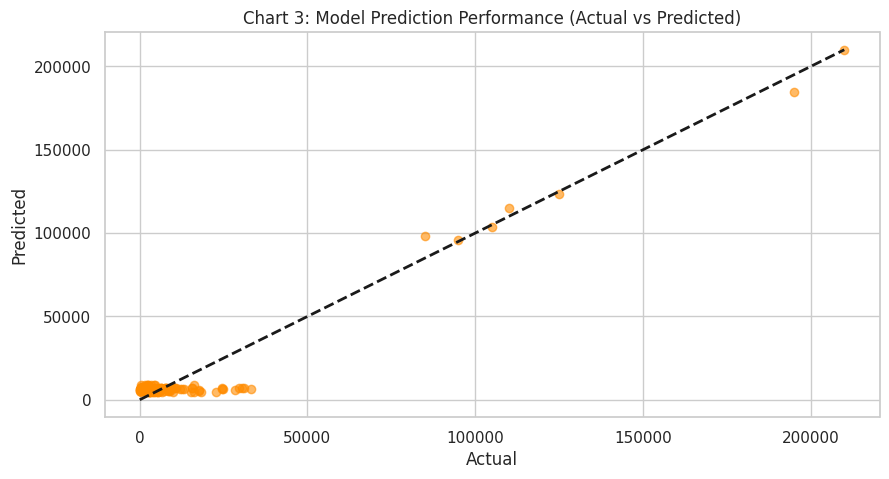 Chart 3: Model Prediction Performance (Actual vs Predicted)
200000
150000
100000
50000
0
Predicted
0 50000 100000 150000 200000
Actual